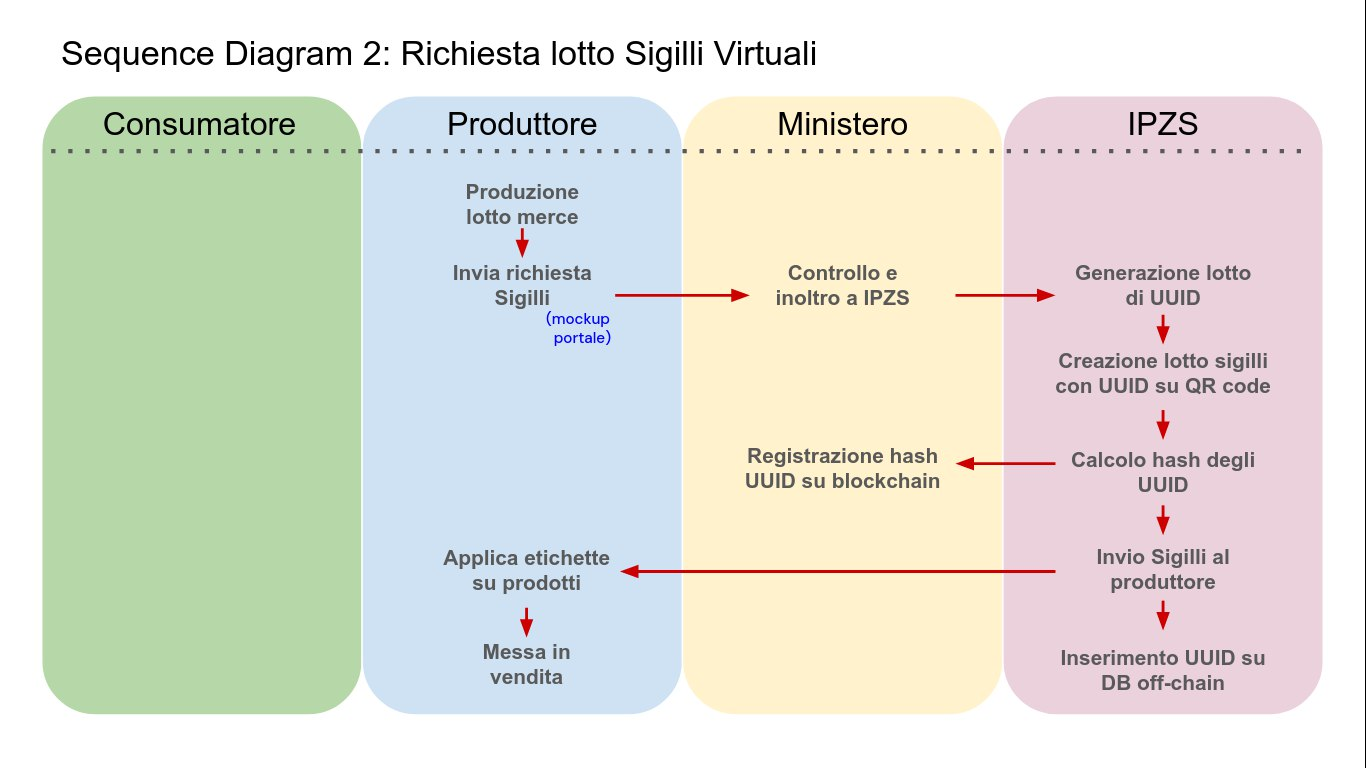 Sequence Diagram 2: Richiesta lotto Sigilli Virtuali
Consumatore
Produttore
Ministero
IPZS
Produzione
lotto merce
Invia richiesta
Sigilli
(mockup
portale)
Controllo e
inoltro a IPZS
Generazione lotto
di UUID
Creazione lotto sigilli
con UUID su QR code
Calcolo hash degli
UUID
Registrazione hash
UUID su blockchain
Invio Sigilli al
produttore
Applica etichette
su prodotti
Messa in
vendita
Inserimento UUID su
DB off-chain